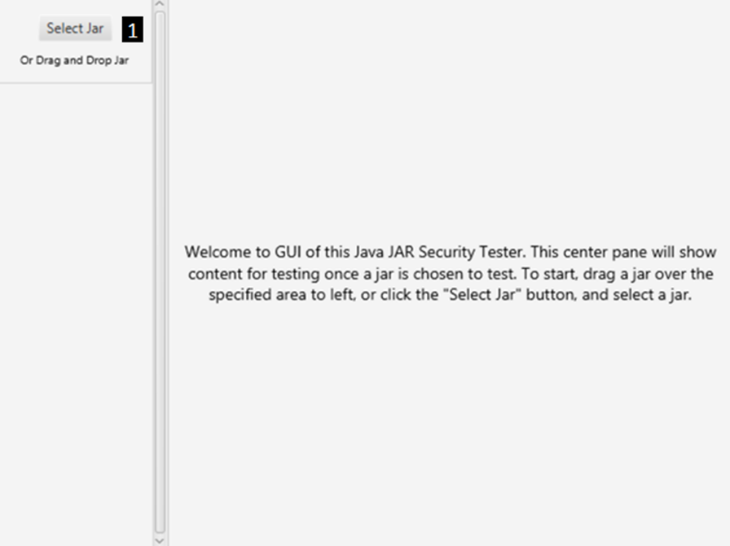 Select Jar 1
Or Drag and Drop Jar
Welcome to GUI of this Java JAR Security Tester. This center pane will show
content for testing once a jar is chosen to test. To start, drag a jar over the
specified area to left, or click the "Select Jar" button, and select a jar.